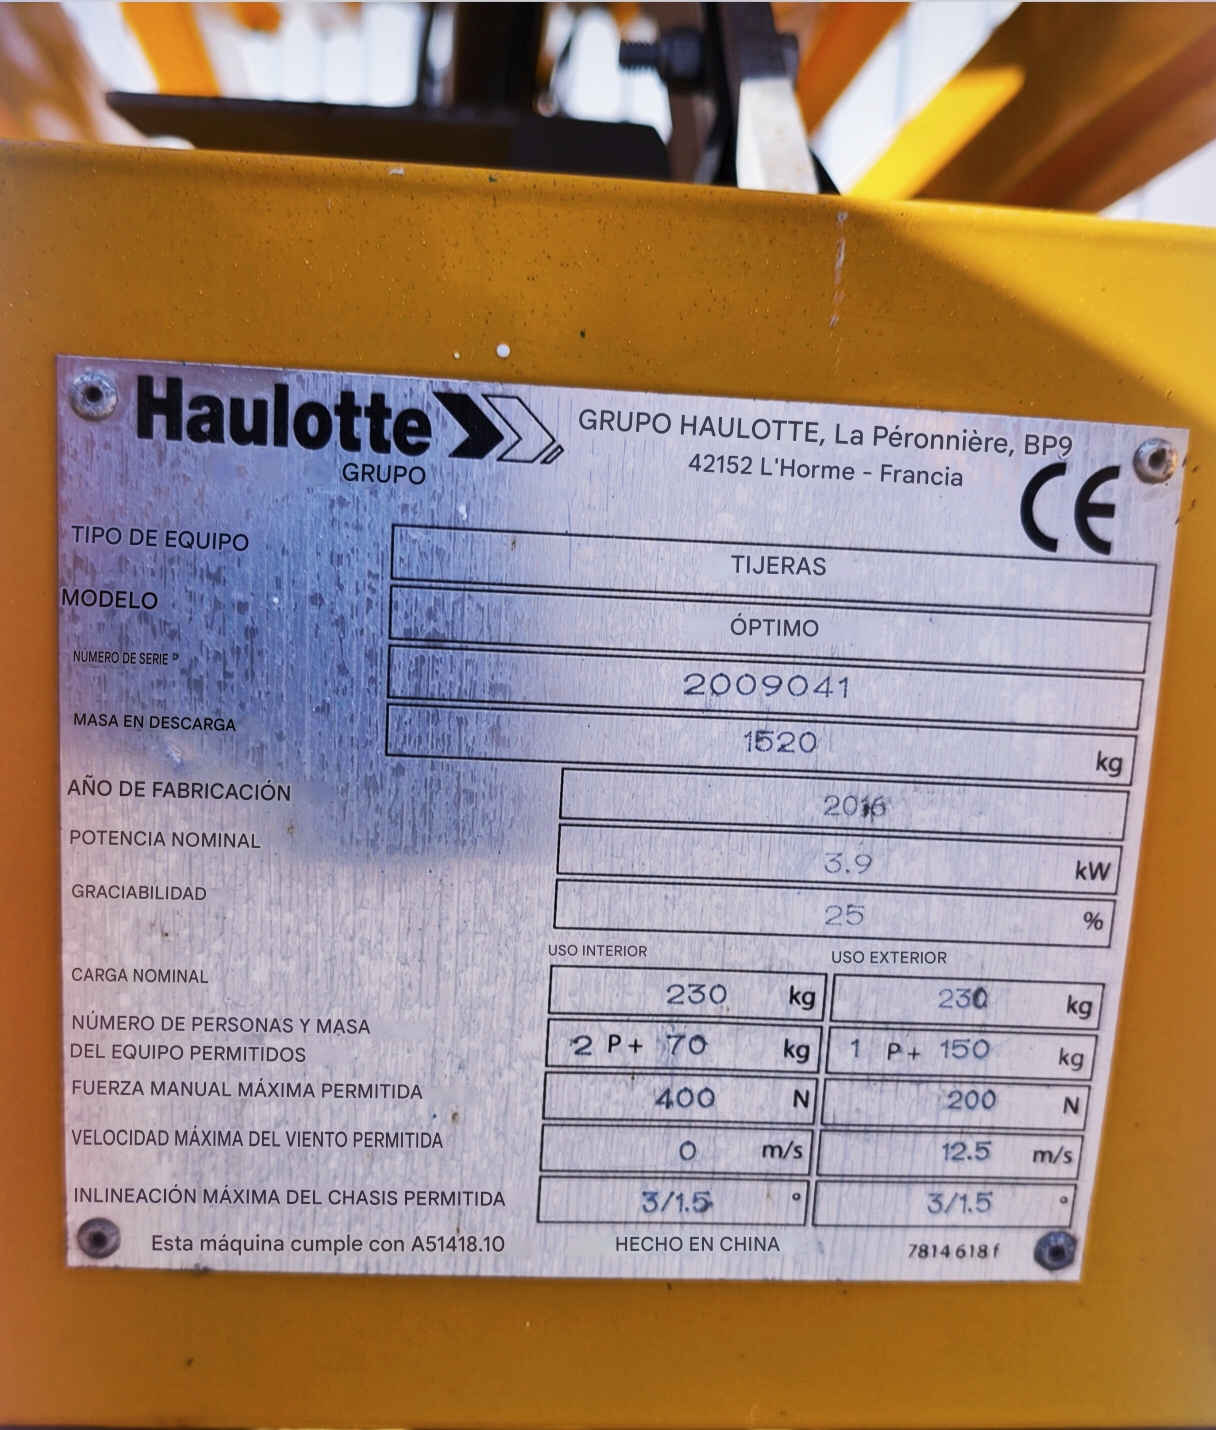 Haulotte
GRUPO
GRUPO HAULOTTE, La Péronnière, BP9
42152 L'Horme - Francia
CE
TIPO DE EQUIPO TIJERAS
MODELO ÓPTIMO
NÚMERO DE SERIE 2009041
MASA EN DESCARGA 1520 kg
AÑO DE FABRICACIÓN 2016
POTENCIA NOMINAL 3.9 kW
GRACIABILIDAD 25 %
USO INTERIOR USO EXTERIOR
CARGA NOMINAL 230 kg 230 kg
NÚMERO DE PERSONAS Y MASA
DEL EQUIPO PERMITIDOS 2 P+ 70 kg 1 P+ 150 kg
FUERZA MANUAL MÁXIMA PERMITIDA 400 N 200 N
VELOCIDAD MÁXIMA DEL VIENTO PERMITIDA 0 m/s 12.5 m/s
INLINEACIÓN MÁXIMA DEL CHASIS PERMITIDA 3/1.5 ° 3/1.5 °
Esta máquina cumple con A51418.10 HECHO EN CHINA 7814 618 f